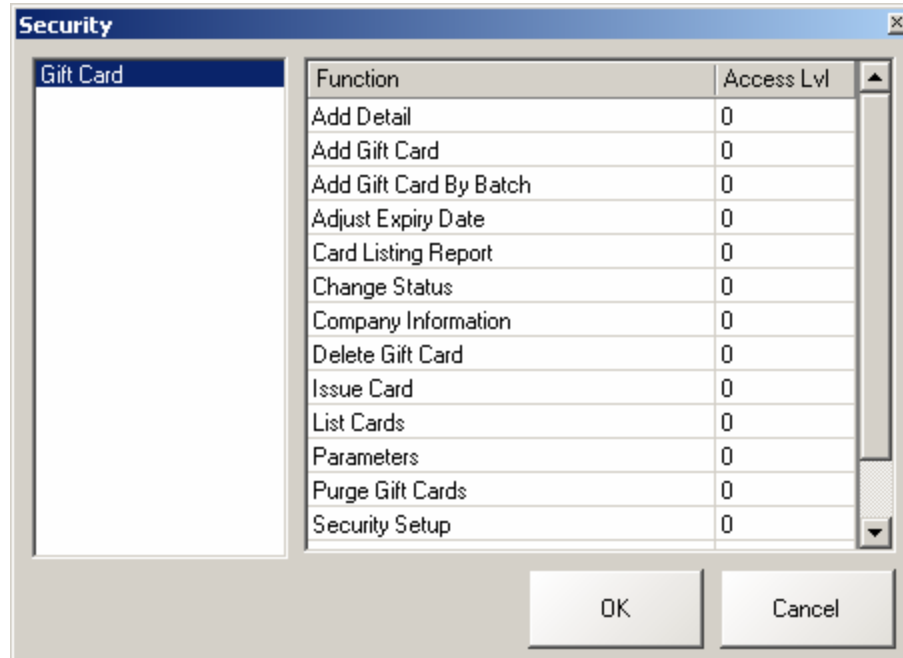 Security
Gift Card
Function Access Lvl
Add Detail 0
Add Gift Card 0
Add Gift Card By Batch 0
Adjust Expiry Date 0
Card Listing Report 0
Change Status 0
Company Information 0
Delete Gift Card 0
Issue Card 0
List Cards 0
Parameters 0
Purge Gift Cards 0
Security Setup 0
OK Cancel